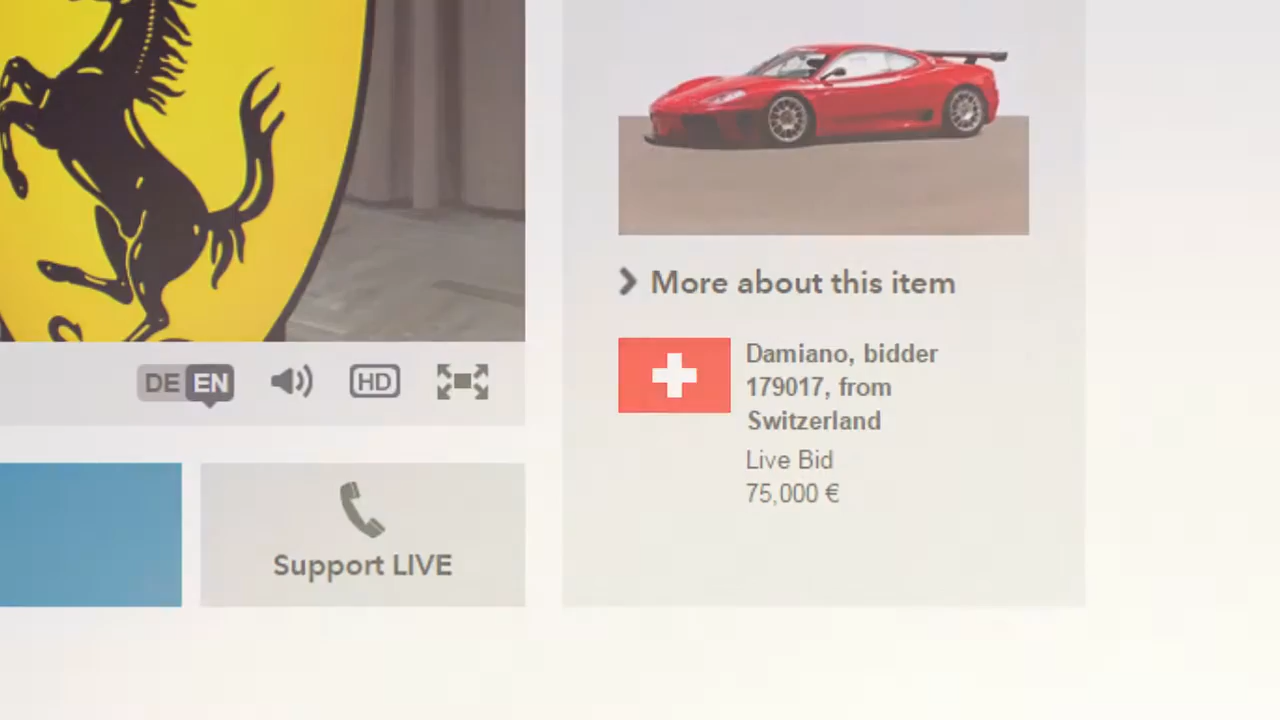 More about this item
Damiano, bidder
179017, from
Switzerland
Live Bid
75,000 €
DE EN
HD
Support LIVE